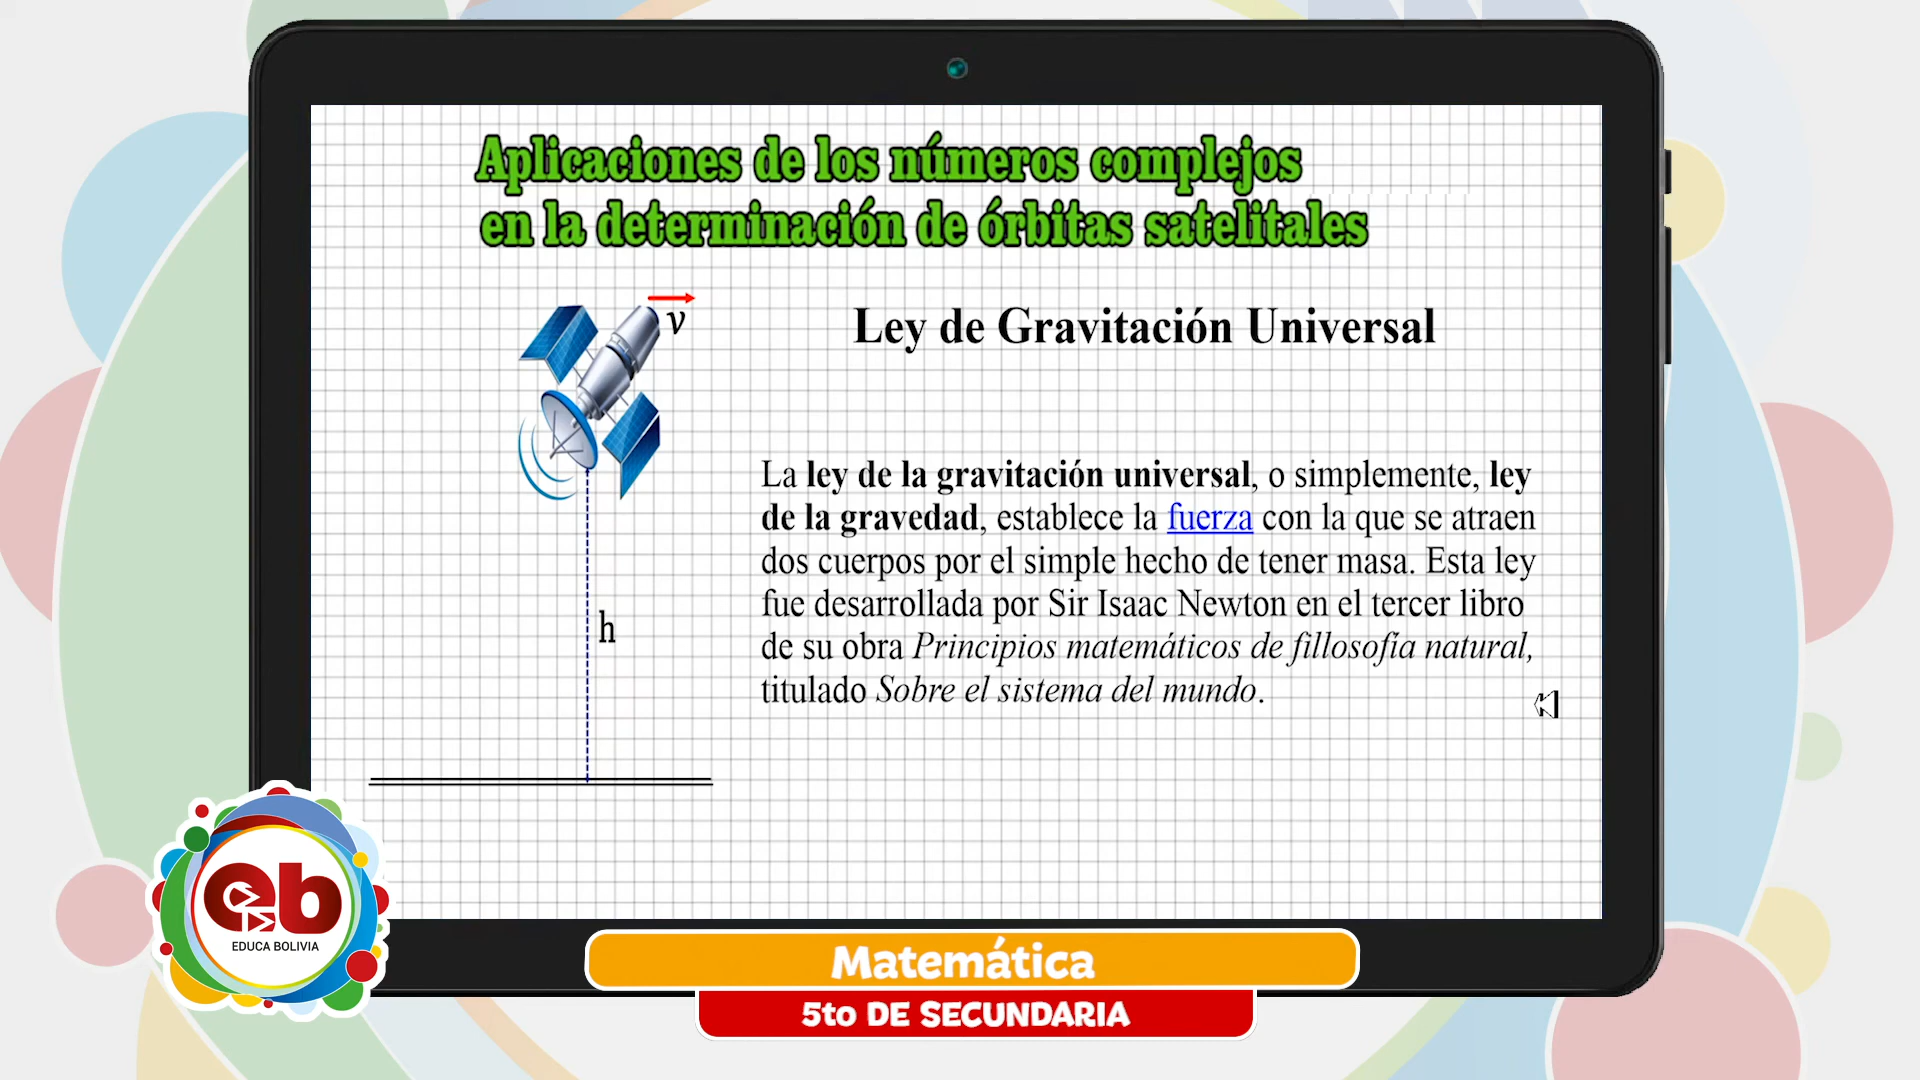 Aplicaciones de los números complejos
en la determinación de órbitas satelitales
v
h
Ley de Gravitación Universal
La ley de la gravitación universal, o simplemente, ley
de la gravedad, establece la fuerza con la que se atraen
dos cuerpos por el simple hecho de tener masa. Esta ley
fue desarrollada por Sir Isaac Newton en el tercer libro
de su obra Principios matemáticos de fillosofía natural,
titulado Sobre el sistema del mundo.
eb
EDUCA BOLIVIA
Matemática
5to DE SECUNDARIA